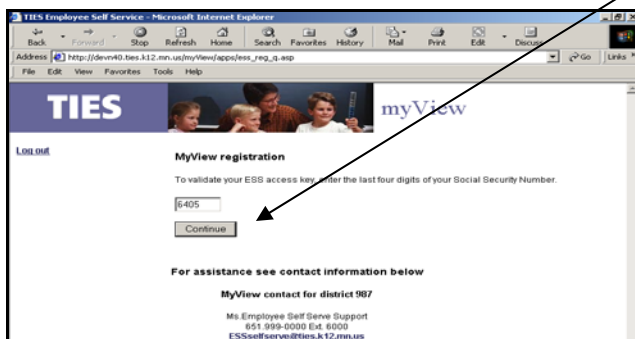 TIES Employee Self Service - Microsoft Internet Explorer
Back Forward Stop Refresh Home Search Favorites History Mail Print Edit Discuss
Address http://devm40.ties.k12.mn.us/myView/apps/ess_reg_q.asp Go Links
File Edit View Favorites Tools Help
TIES myView
Log out
MyView registration
To validate your ESS access key, enter the last four digits of your Social Security Number.
6405
Continue
For assistance see contact information below
MyView contact for district 987
Ms.Employee Self Serve Support
651.999-0000 Ext. 6000
ESSselfserve@ties.k12.mn.us